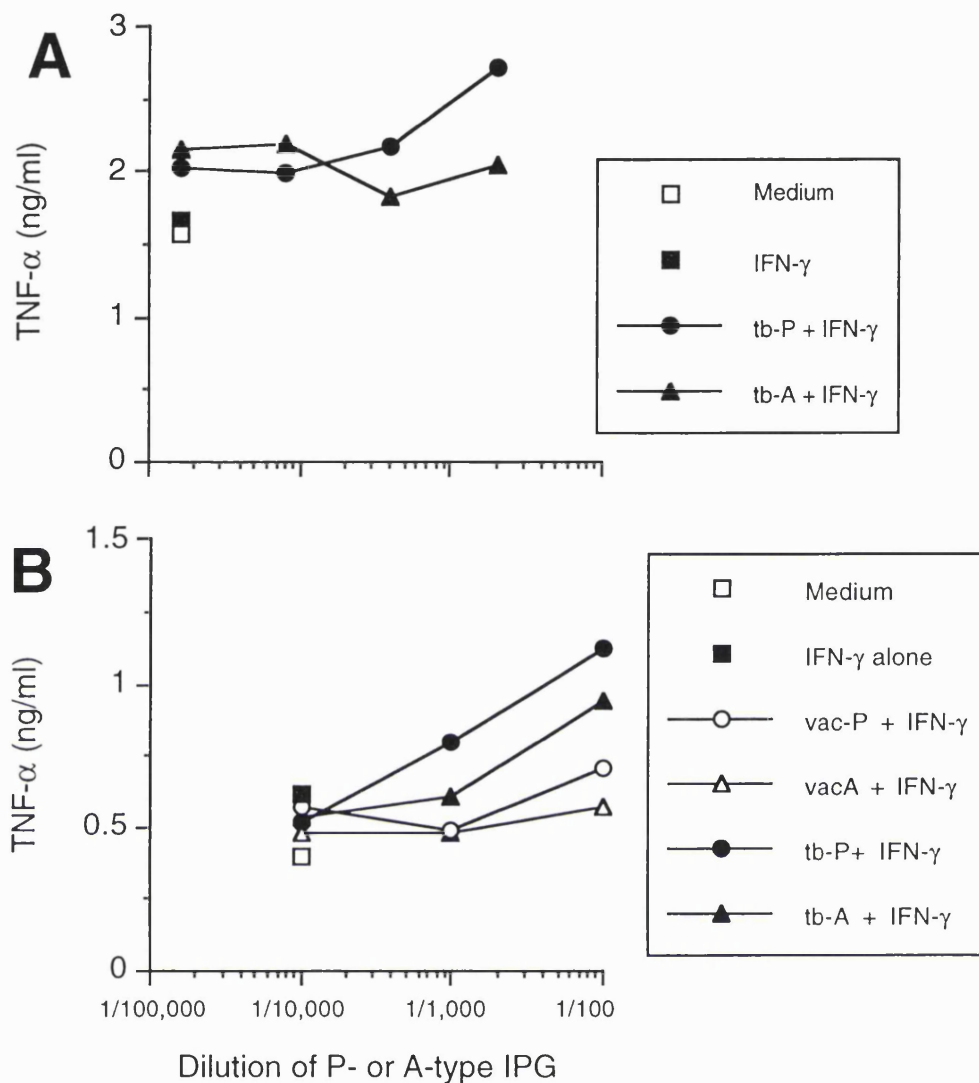 A
3
2
1
0
TNF-α (ng/ml)
Medium
IFN-γ
tb-P + IFN-γ
tb-A + IFN-γ
B
1.5
1
0.5
0
TNF-α (ng/ml)
1/100,000
1/10,000
1/1,000
1/100
Dilution of P- or A-type IPG
Medium
IFN-γ alone
vac-P + IFN-γ
vacA + IFN-γ
tb-P+ IFN-γ
tb-A + IFN-γ